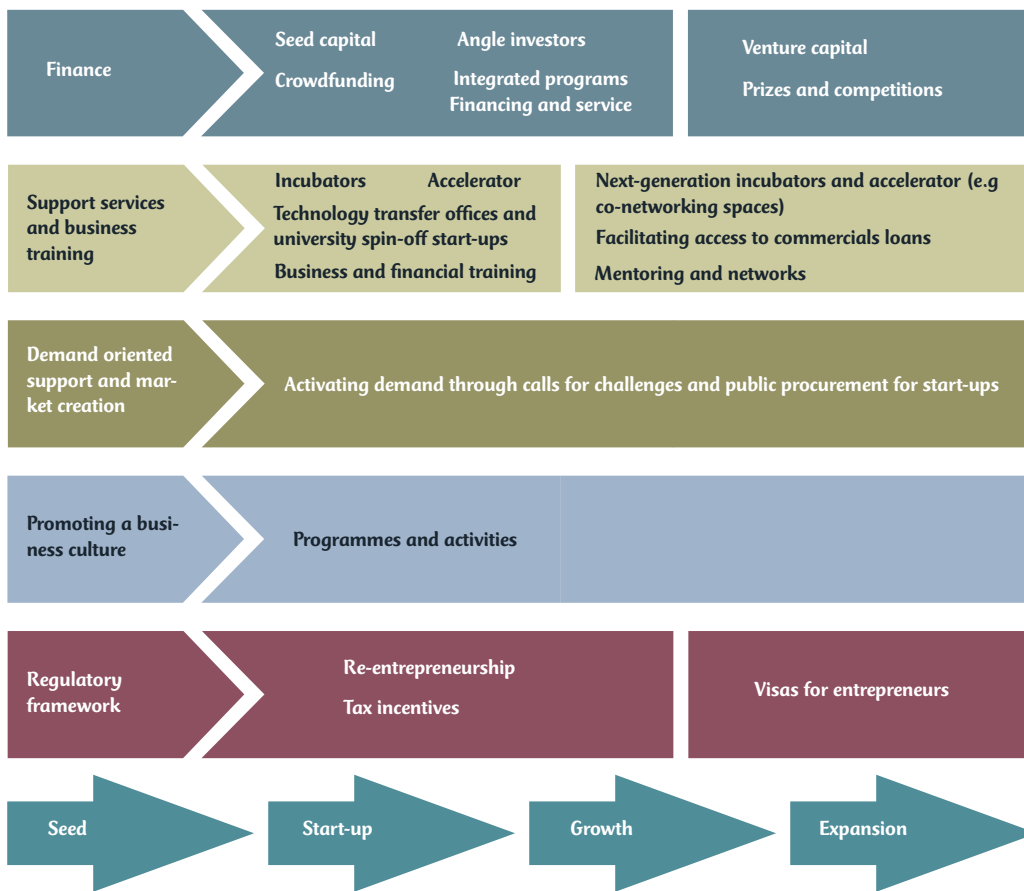 Finance
Seed capital
Angle investors
Crowdfunding
Integrated programs
Financing and service
Venture capital
Prizes and competitions
Support services
and business
training
Incubators
Accelerator
Technology transfer offices and
university spin-off start-ups
Business and financial training
Next-generation incubators and accelerator (e.g
co-networking spaces)
Facilitating access to commercials loans
Mentoring and networks
Demand oriented
support and mar-
ket creation
Activating demand through calls for challenges and public procurement for start-ups
Promoting a busi-
ness culture
Programmes and activities
Regulatory
framework
Re-entrepreneurship
Tax incentives
Visas for entrepreneurs
Seed
Start-up
Growth
Expansion